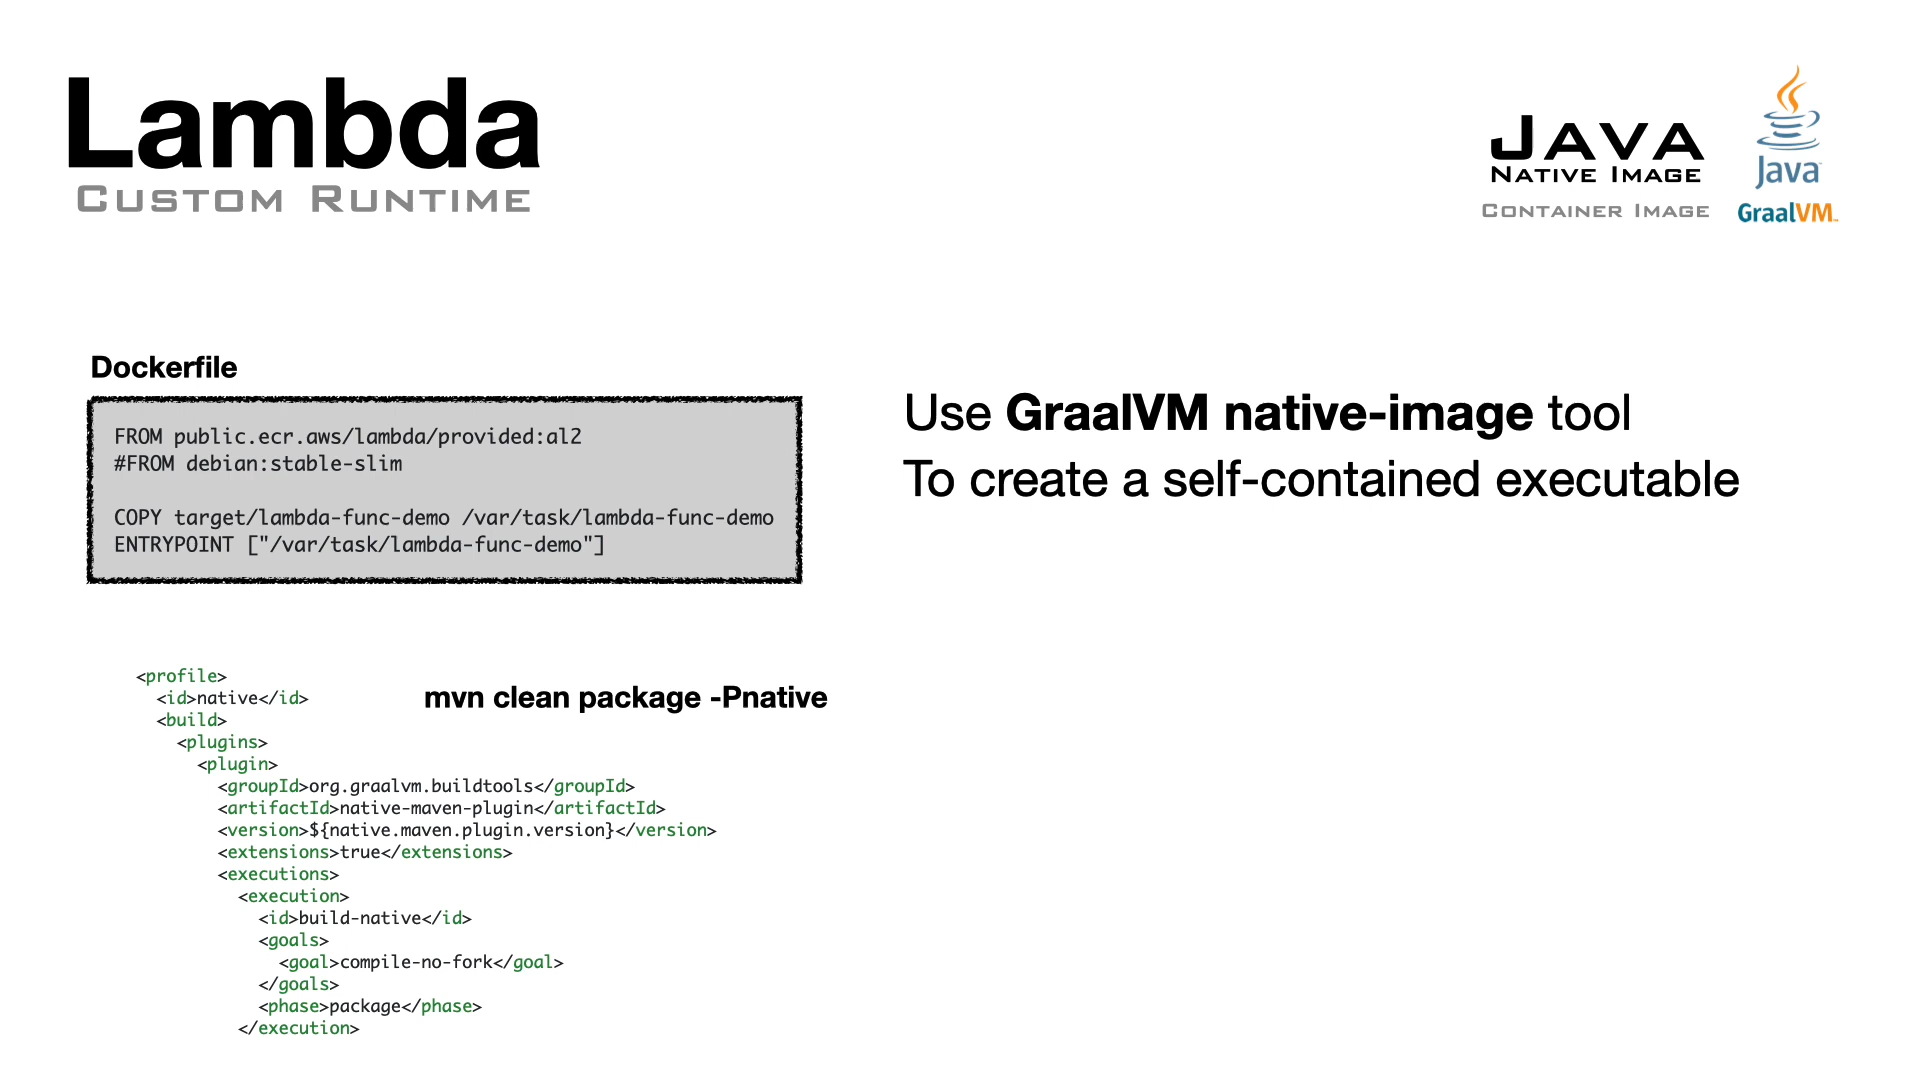 Lambda
Custom Runtime
Java
Native Image
Container Image
Java™
GraalVM™
Dockerfile
FROM public.ecr.aws/lambda/provided:al2
#FROM debian:stable-slim
COPY target/lambda-func-demo /var/task/lambda-func-demo
ENTRYPOINT ["/var/task/lambda-func-demo"]
Use GraalVM native-image tool
To create a self-contained executable
mvn clean package -Pnative
<profile>
  <id>native</id>
  <build>
    <plugins>
      <plugin>
        <groupId>org.graalvm.buildtools</groupId>
        <artifactId>native-maven-plugin</artifactId>
        <version>${native.maven.plugin.version}</version>
        <extensions>true</extensions>
        <executions>
          <execution>
            <id>build-native</id>
            <goals>
              <goal>compile-no-fork</goal>
            </goals>
            <phase>package</phase>
          </execution>